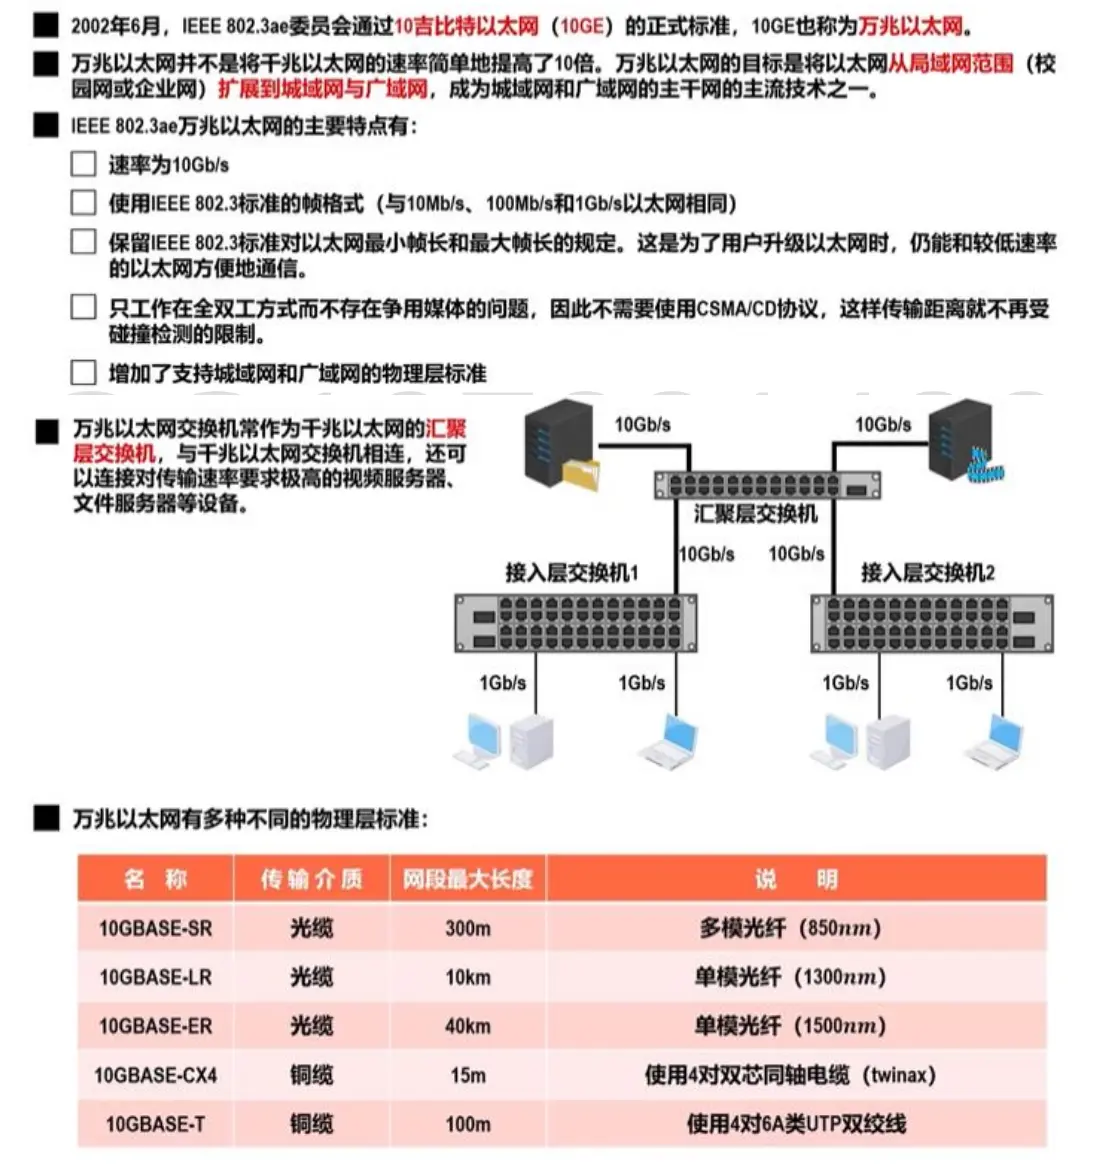 2002年6月，IEEE 802.3ae委员会通过10吉比特以太网（10GE）的正式标准，10GE也称为万兆以太网。
万兆以太网并不是将千兆以太网的速率简单地提高了10倍。万兆以太网的目标是将以太网从局域网范围（校
园网或企业网）扩展到城域网与广域网，成为城域网和广域网的主干网的主流技术之一。
IEEE 802.3ae万兆以太网的主要特点有：
速率为10Gb/s
使用IEEE 802.3标准的帧格式（与10Mb/s、100Mb/s和1Gb/s以太网相同）
保留IEEE 802.3标准对以太网最小帧长和最大帧长的规定。这是为了用户升级以太网时，仍能和较低速率
的以太网方便地通信。
只工作在全双工方式而不存在争用媒体的问题，因此不需要使用CSMA/CD协议，这样传输距离就不再受
碰撞检测的限制。
增加了支持城域网和广域网的物理层标准
万兆以太网交换机常作为千兆以太网的汇聚
层交换机，与千兆以太网交换机相连，还可
以连接对传输速率要求极高的视频服务器、
文件服务器等设备。
10Gb/s 10Gb/s
汇聚层交换机
10Gb/s 10Gb/s
接入层交换机1 接入层交换机2
1Gb/s 1Gb/s 1Gb/s 1Gb/s
万兆以太网有多种不同的物理层标准：
名 称 传输介质 网段最大长度 说 明
10GBASE-SR 光缆 300m 多模光纤（850nm）
10GBASE-LR 光缆 10km 单模光纤（1300nm）
10GBASE-ER 光缆 40km 单模光纤（1500nm）
10GBASE-CX4 铜缆 15m 使用4对双芯同轴电缆（twinax）
10GBASE-T 铜缆 100m 使用4对6A类UTP双绞线